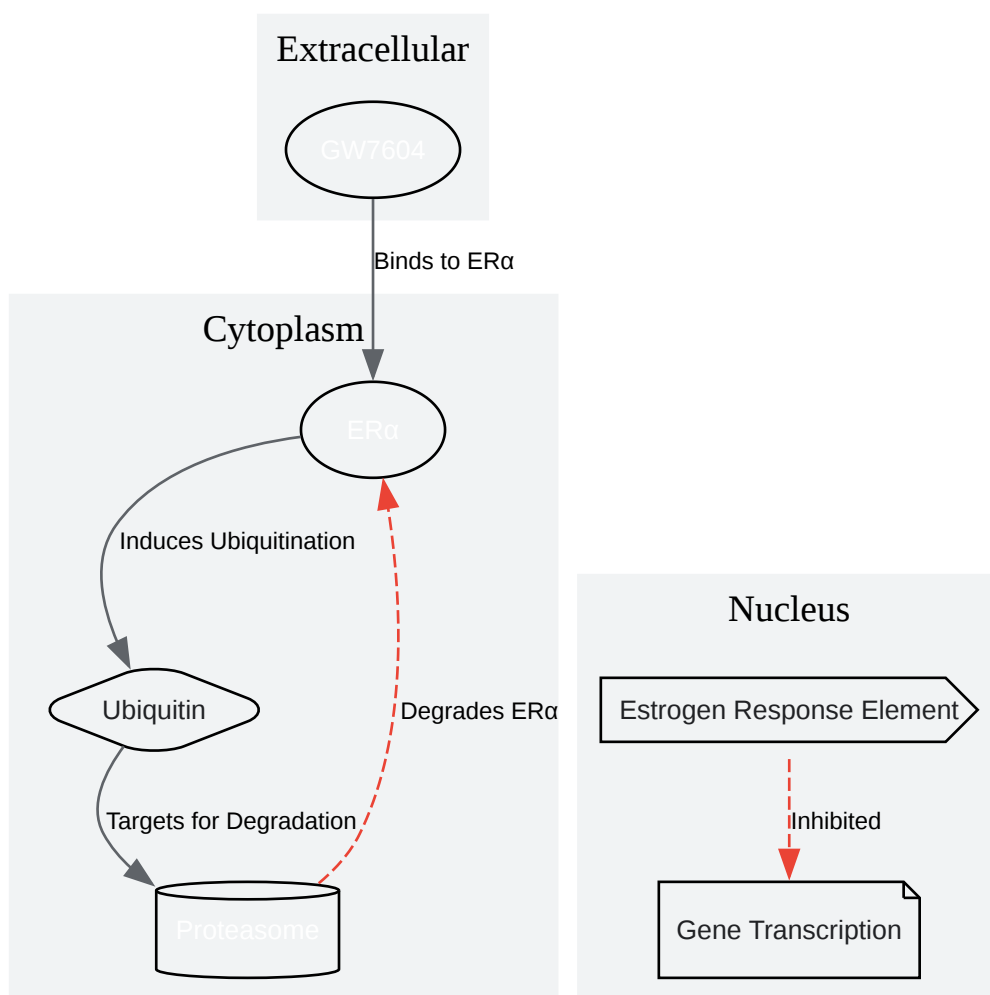 Extracellular
GW7604
Binds to ERα
Cytoplasm
ERα
Induces Ubiquitination
Ubiquitin
Degrades ERα
Targets for Degradation
Proteasome
Nucleus
Estrogen Response Element
Inhibited
Gene Transcription